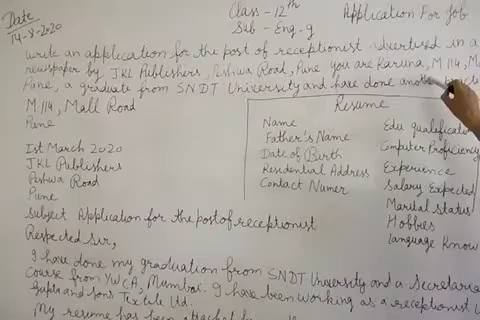 Date
14-8-2020
Class - 12th
Sub - Eng-g
Application For Job
Write an application for the post of receptionist advertised in a
newspaper by JKL Publishers, Peshwa Road, Pune you are Karuna, M 114, M
Pune, a graduate from SNDT University and have done
M 114, Mall Road
Pune
1st March 2020
JKL Publishers
Peshwa Road
Pune
Subject Application for the post of receptionist
Respected Sir,
Resume
Name
Father's Name
Date of Birth
Residential Address
Contact Numer
Edu qualification
Computer Proficiency
Experience
Salary Expected
Marital Status
Hobbies
Language Know
I have done my graduation from SNDT University and a Secretaria
Course from YWCA, Mumbai. I have been working as a receptionist
Gupta and Sons Textile Ltd.
My resume has been attached